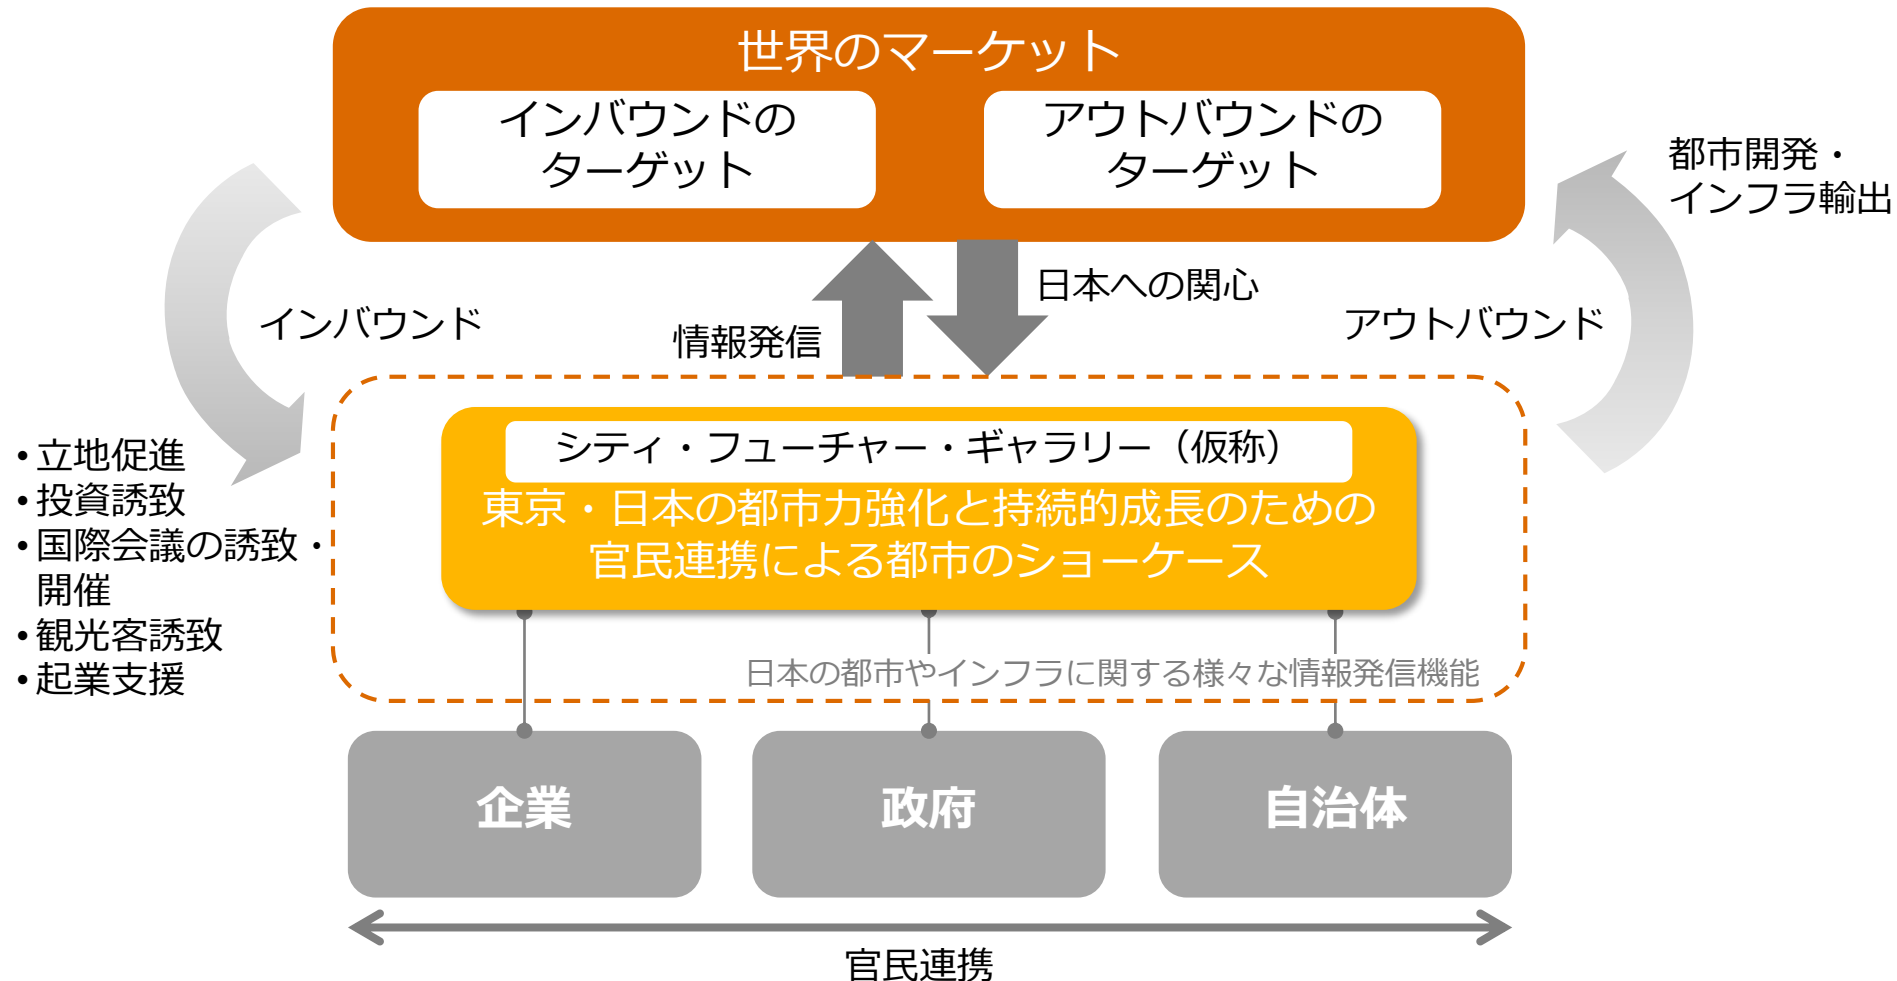 世界のマーケット
インバウンドの
ターゲット
アウトバウンドの
ターゲット
都市開発・
インフラ輸出
日本への関心
インバウンド
情報発信
アウトバウンド
シティ・フューチャー・ギャラリー（仮称）
東京・日本の都市力強化と持続的成長のための
官民連携による都市のショーケース
•立地促進
•投資誘致
•国際会議の誘致・
開催
•観光客誘致
•起業支援
日本の都市やインフラに関する様々な情報発信機能
企業
政府
自治体
官民連携